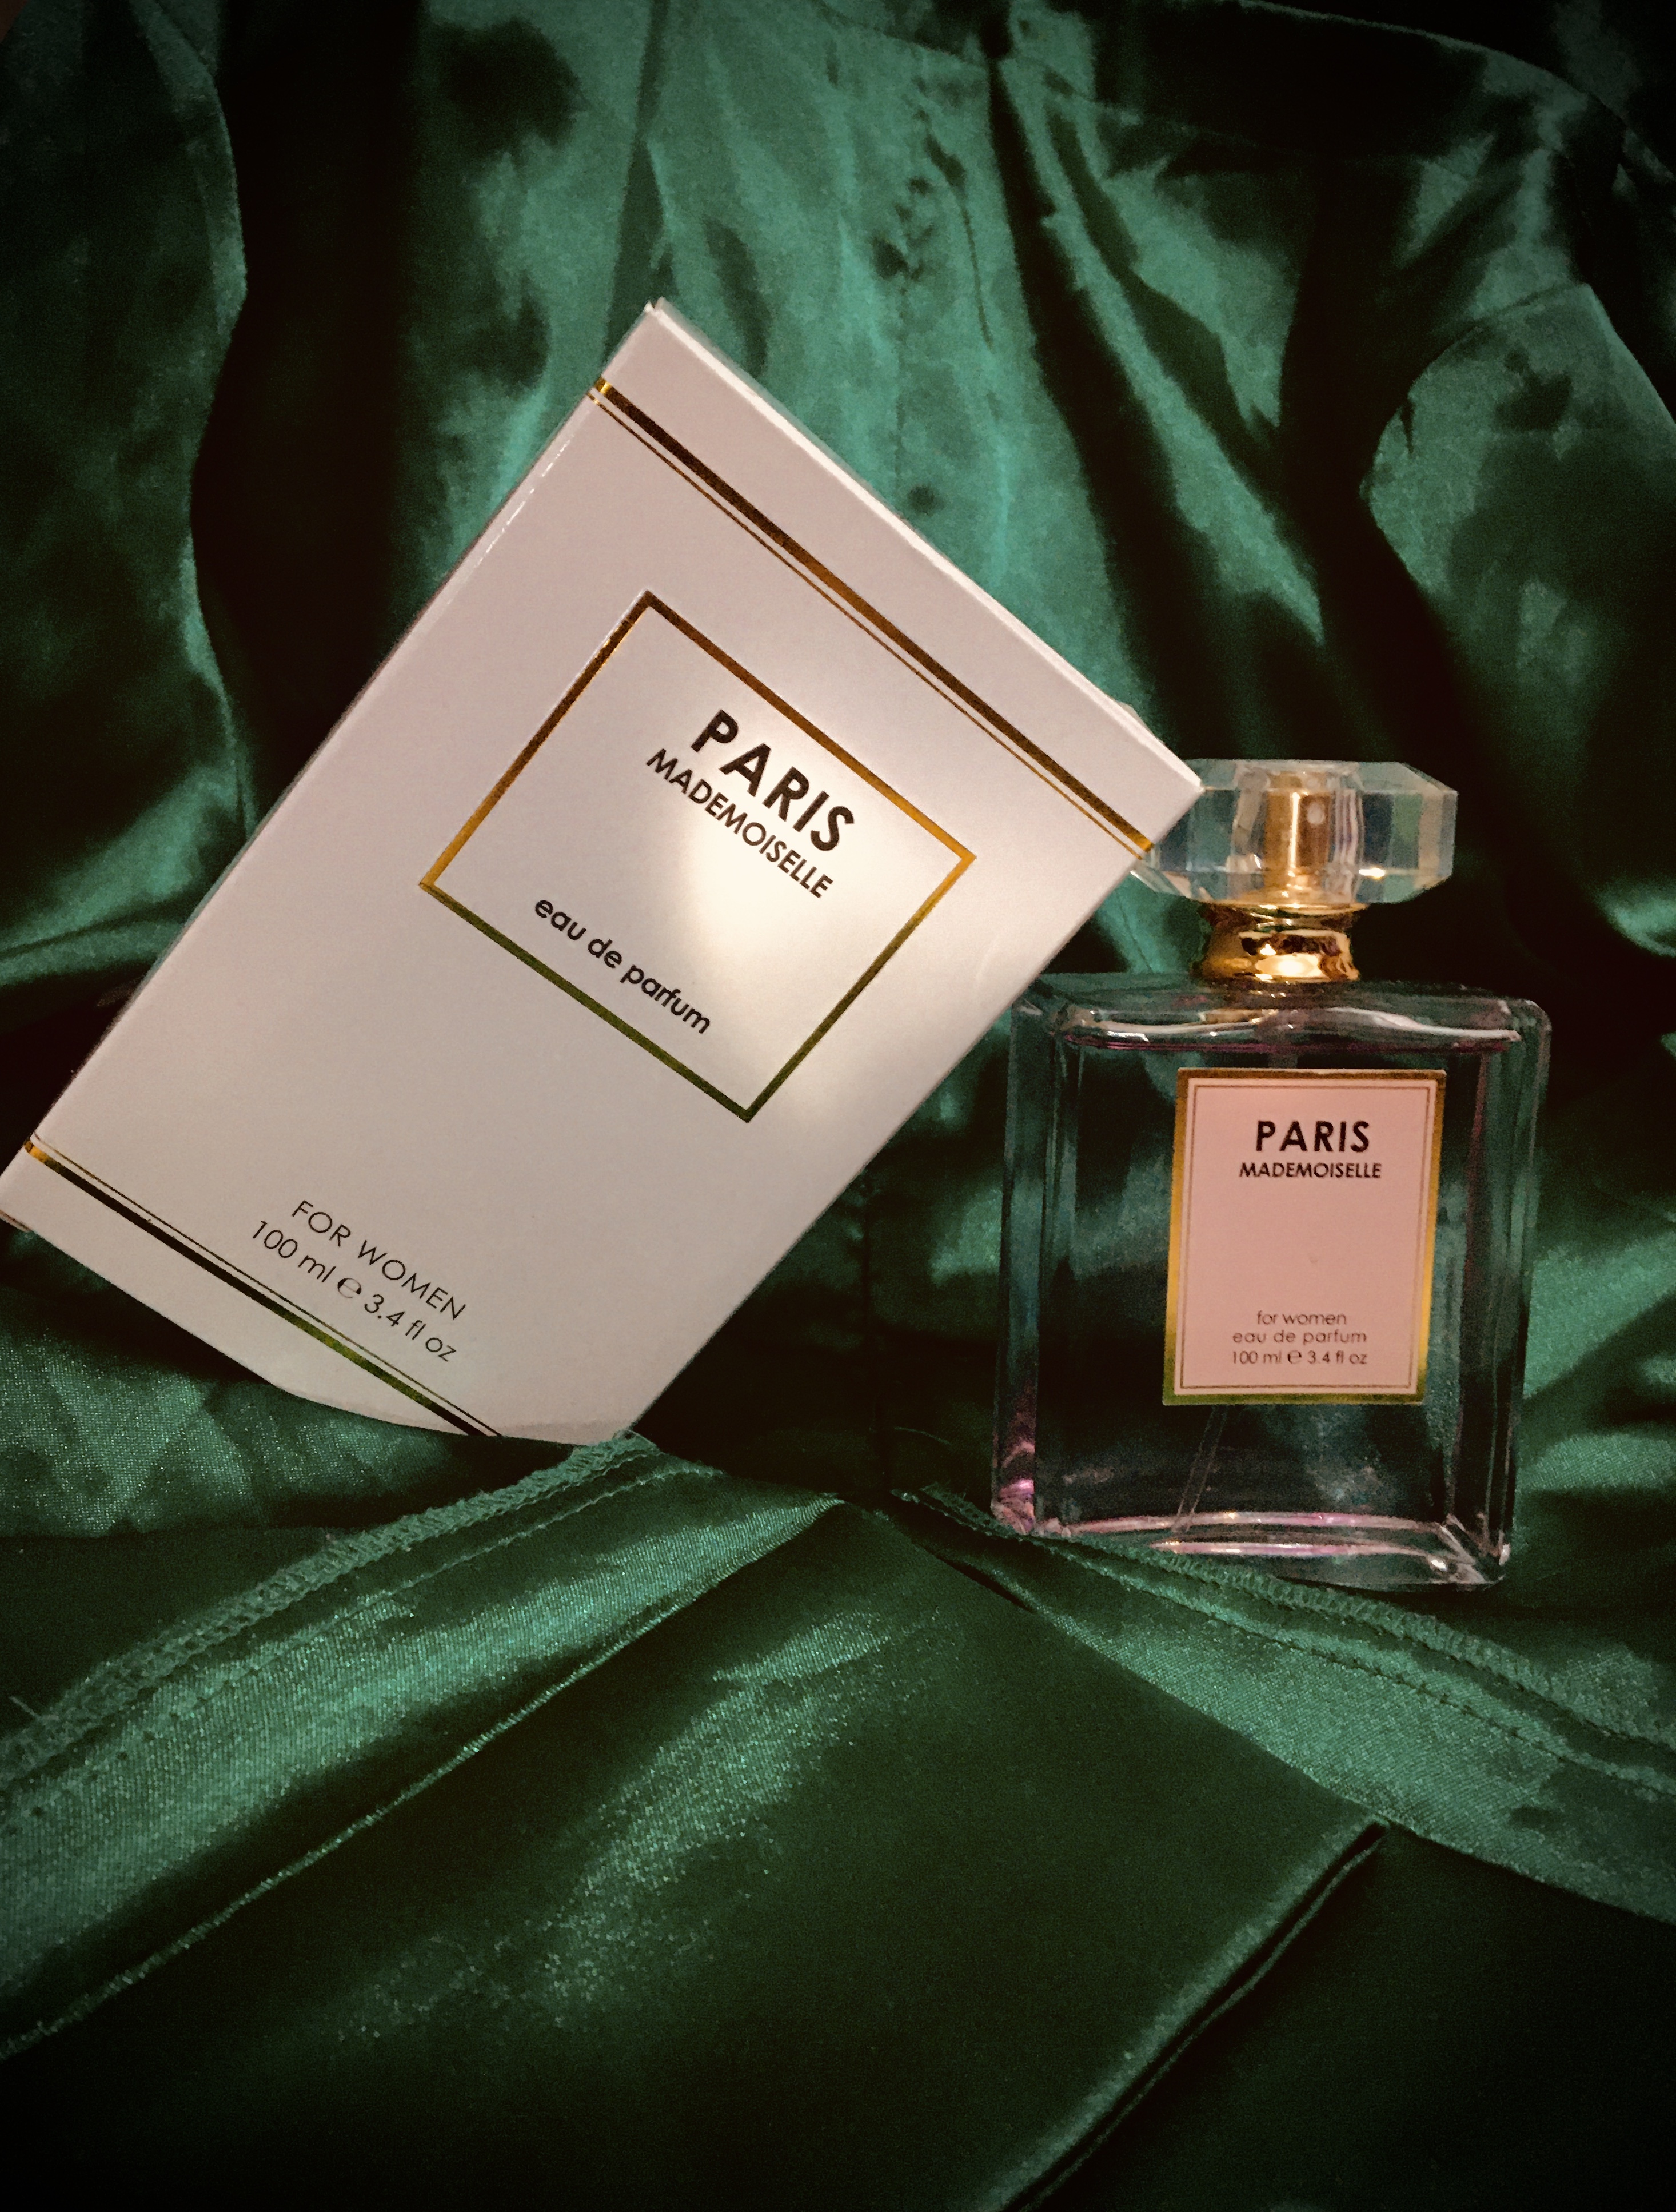 PARIS
MADEMOISELLE
eau de parfum
FOR WOMEN
100 ml ℮ 3.4 fl oz
PARIS
MADEMOISELLE
for women
eau de parfum
100 ml ℮ 3.4 fl oz